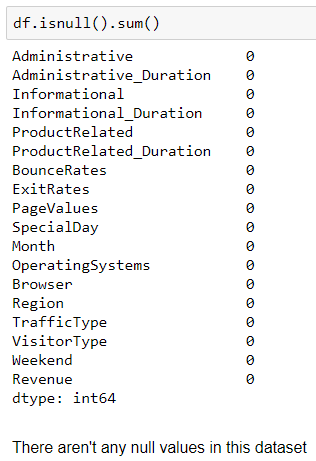 df.isnull().sum()
Administrative 0
Administrative_Duration 0
Informational 0
Informational_Duration 0
ProductRelated 0
ProductRelated_Duration 0
BounceRates 0
ExitRates 0
PageValues 0
SpecialDay 0
Month 0
OperatingSystems 0
Browser 0
Region 0
TrafficType 0
VisitorType 0
Weekend 0
Revenue 0
dtype: int64
There aren't any null values in this dataset